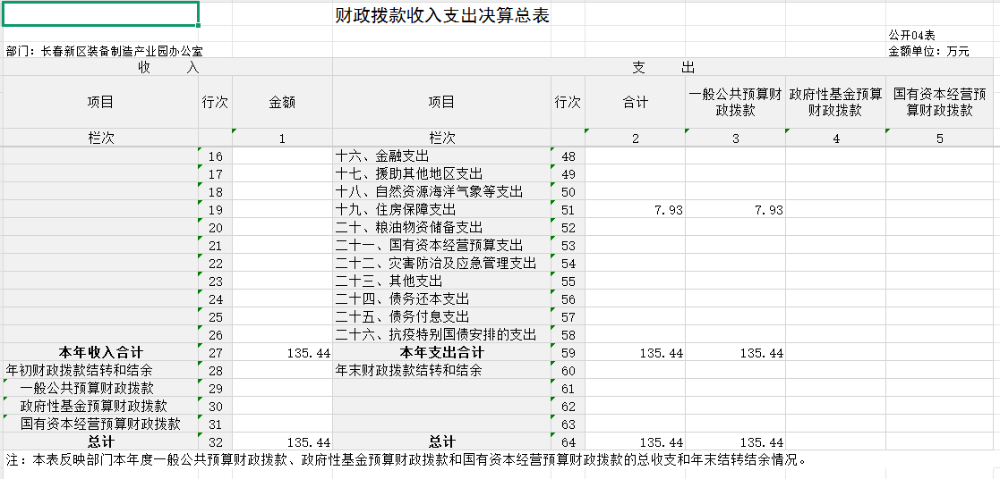 财政拨款收入支出决算总表
公开04表
部门：长春新区装备制造产业园办公室 金额单位：万元
收 入 支 出
项目 行次 金额 项目 行次 合计 一般公共预算财政拨款 政府性基金预算财政拨款 国有资本经营预算财政拨款
栏次 1 栏次 2 3 4 5
16 十六、金融支出 48
17 十七、援助其他地区支出 49
18 十八、自然资源海洋气象等支出 50
19 十九、住房保障支出 51 7.93 7.93
20 二十、粮油物资储备支出 52
21 二十一、国有资本经营预算支出 53
22 二十二、灾害防治及应急管理支出 54
23 二十三、其他支出 55
24 二十四、债务还本支出 56
25 二十五、债务付息支出 57
26 二十六、抗疫特别国债安排的支出 58
本年收入合计 27 135.44 本年支出合计 59 135.44 135.44
年初财政拨款结转和结余 28 年末财政拨款结转和结余 60
一般公共预算财政拨款 29 61
政府性基金预算财政拨款 30 62
国有资本经营预算财政拨款 31 63
总计 32 135.44 总计 64 135.44 135.44
注：本表反映部门本年度一般公共预算财政拨款、政府性基金预算财政拨款和国有资本经营预算财政拨款的总收支和年末结转结余情况。